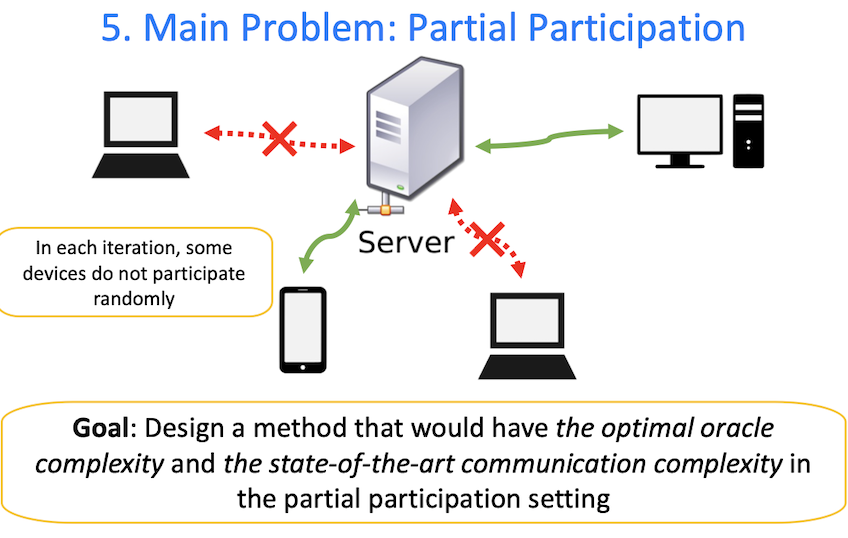 5. Main Problem: Partial Participation
Server
In each iteration, some
devices do not participate
randomly
Goal: Design a method that would have the optimal oracle
complexity and the state-of-the-art communication complexity in
the partial participation setting